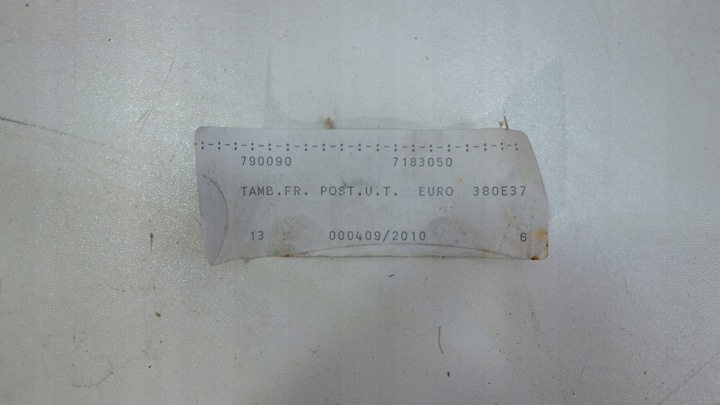 790090 7183050
TAMB.FR. POST.U.T. EURO 380E37
13 000409/2010 6